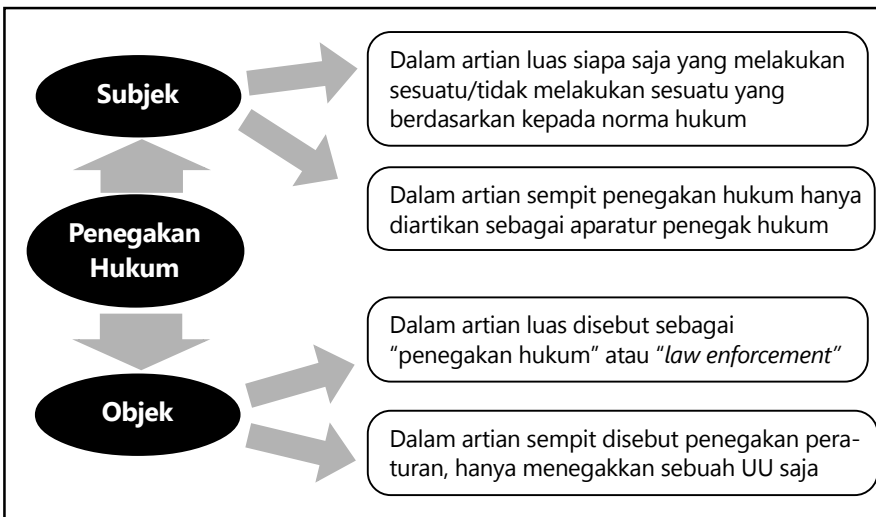 Subjek
Dalam artian luas siapa saja yang melakukan
sesuatu/tidak melakukan sesuatu yang
berdasarkan kepada norma hukum
Dalam artian sempit penegakan hukum hanya
diartikan sebagai aparatur penegak hukum
Penegakan
Hukum
Dalam artian luas disebut sebagai
“penegakan hukum” atau “law enforcement”
Objek
Dalam artian sempit disebut penegakan pera-
turan, hanya menegakkan sebuah UU saja